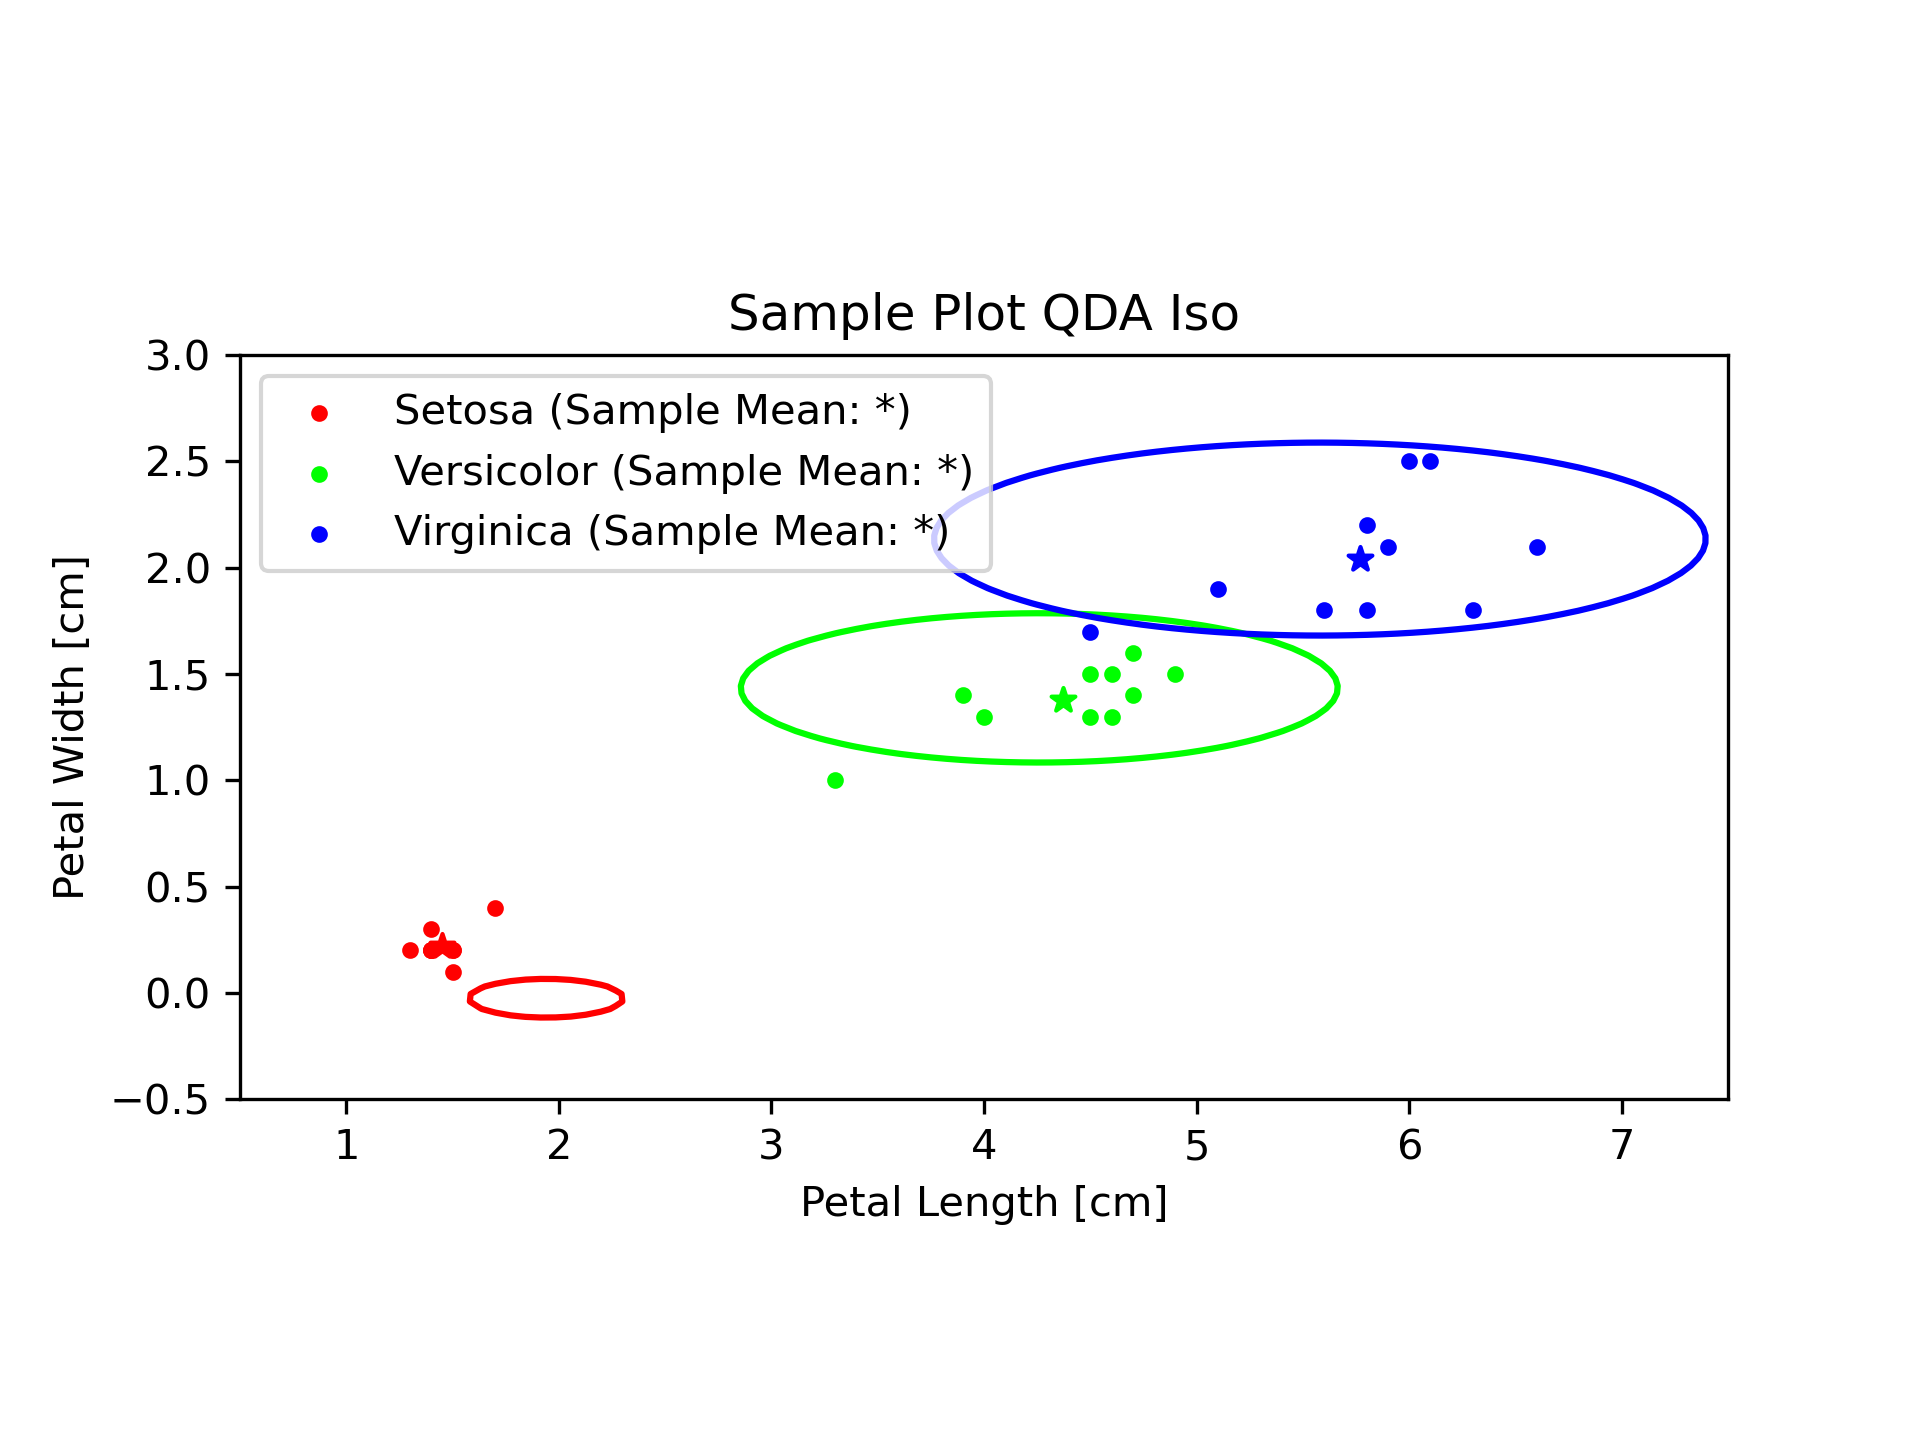 Sample Plot QDA Iso
Setosa (Sample Mean: *)
Versicolor (Sample Mean: *)
Virginica (Sample Mean: *)
3.0
2.5
2.0
1.5
1.0
0.5
0.0
−0.5
Petal Width [cm]
1 2 3 4 5 6 7
Petal Length [cm]